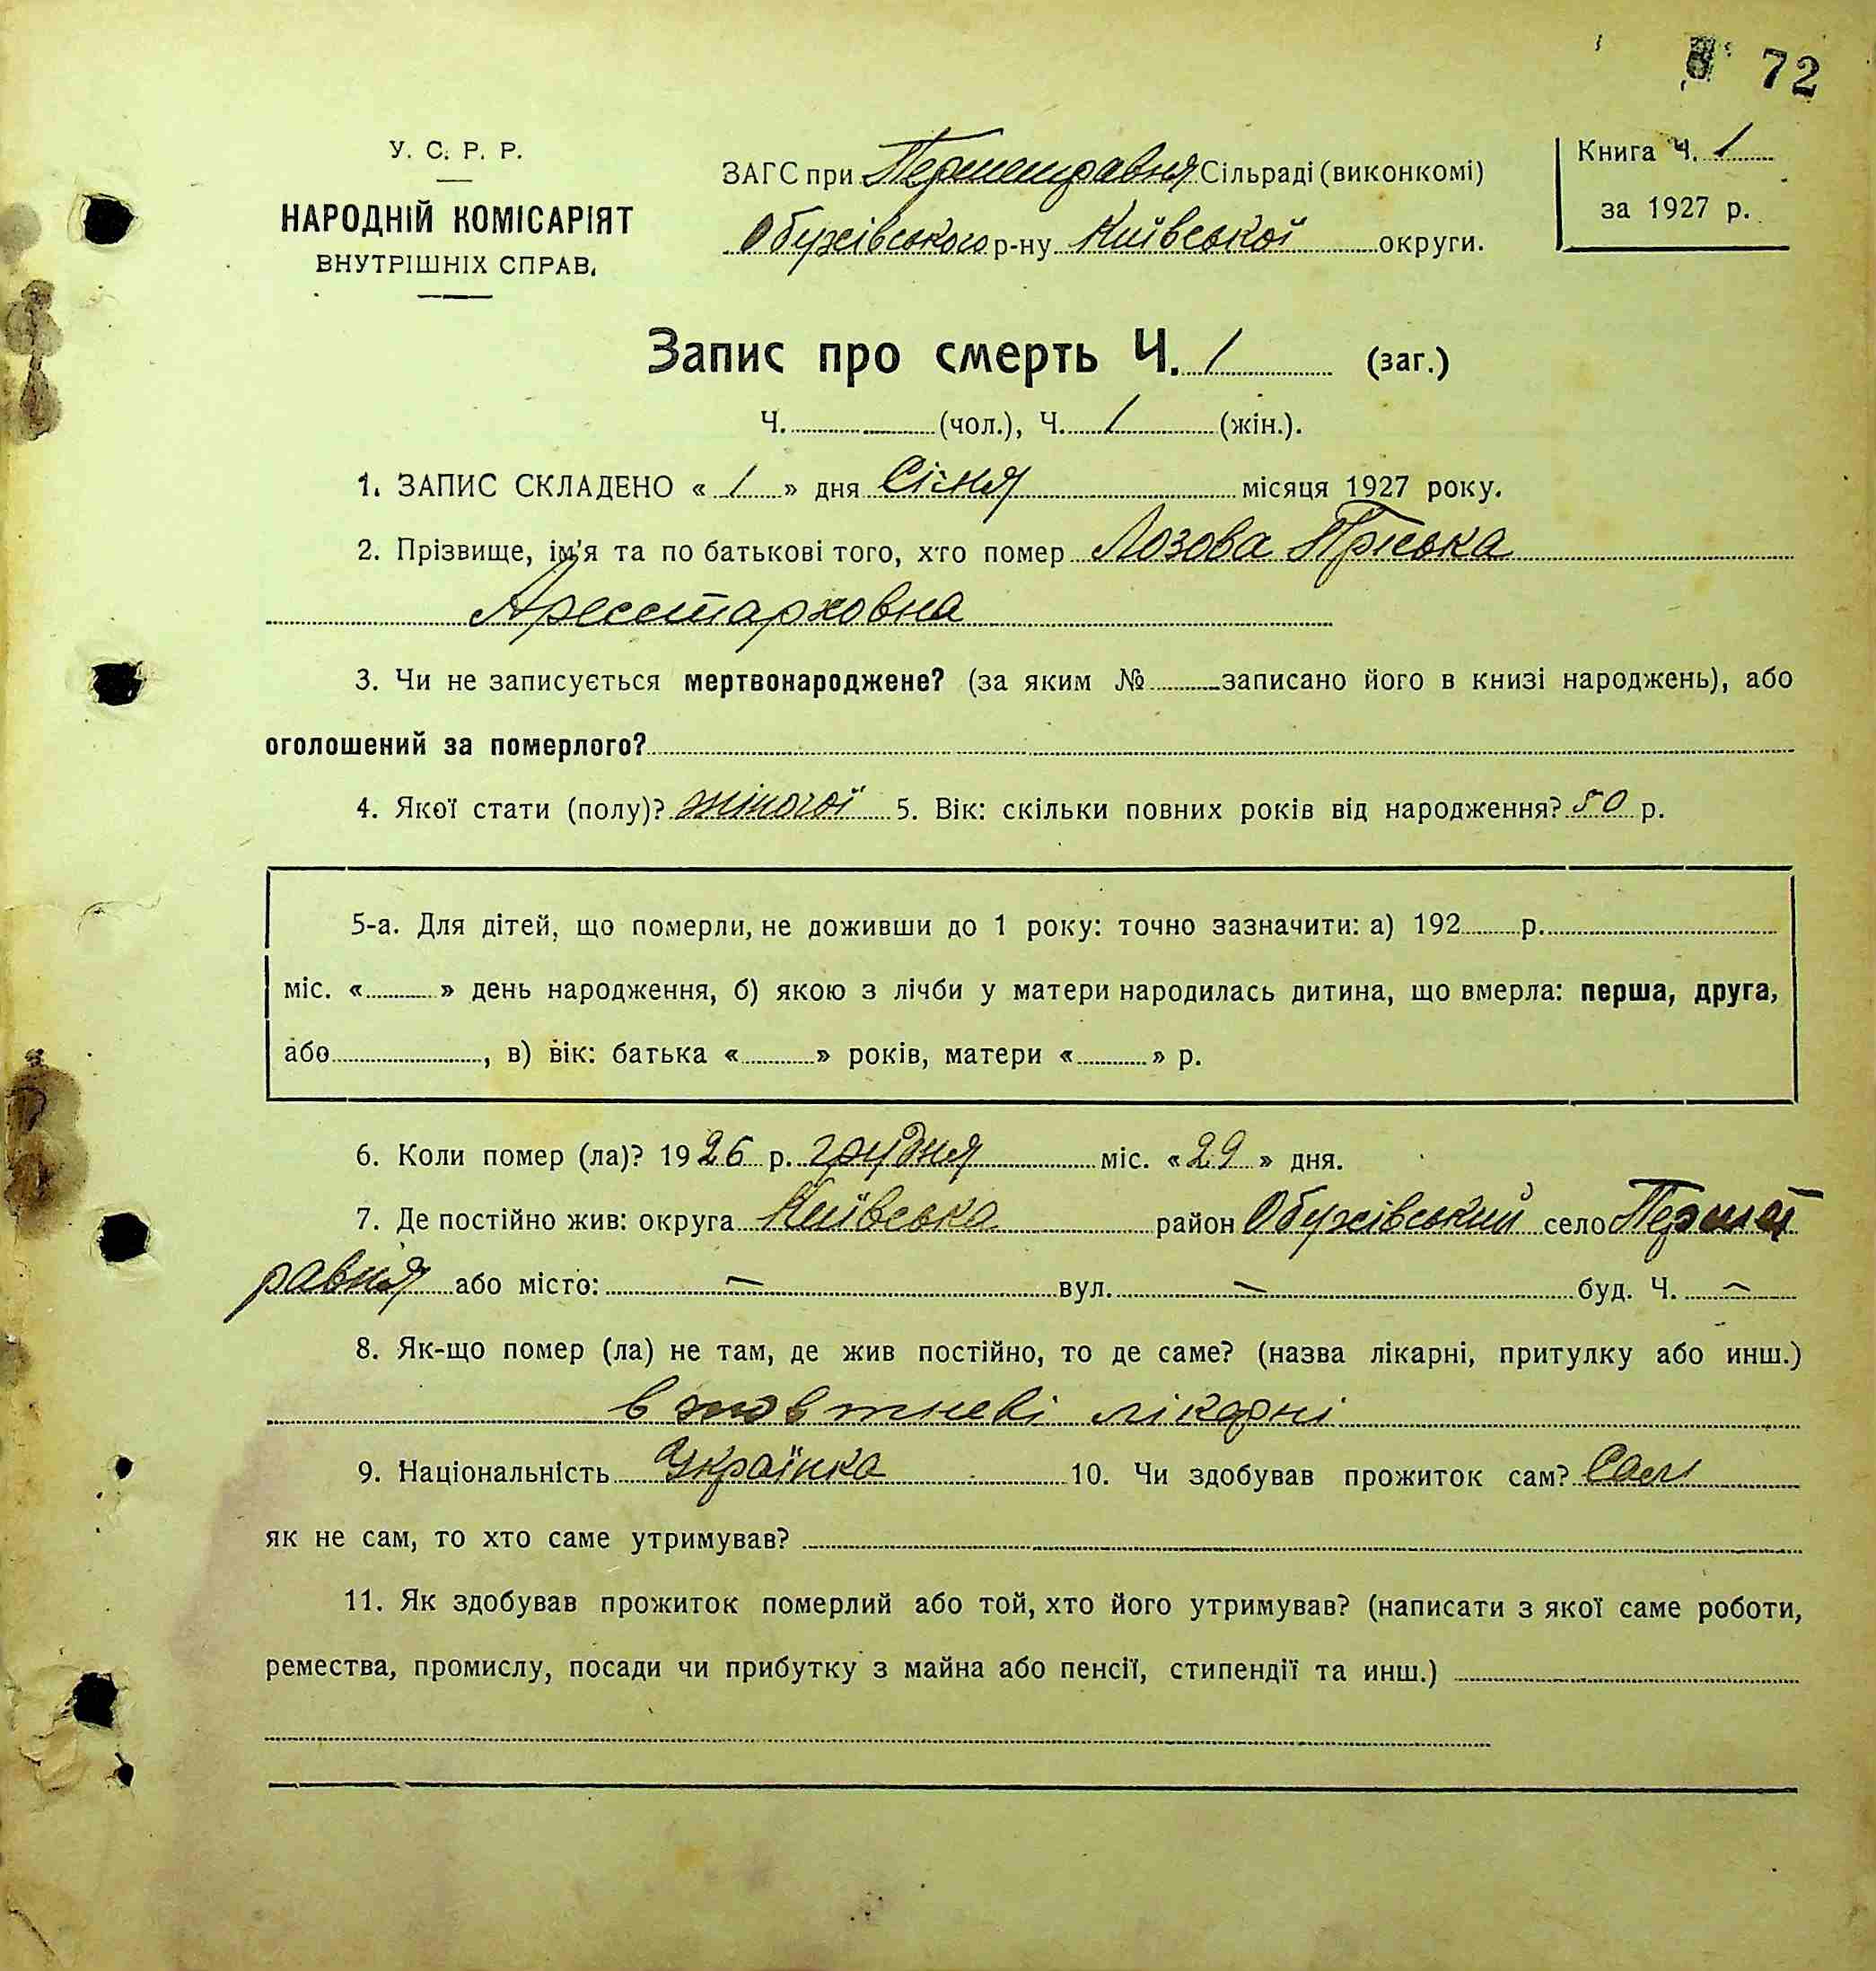 72
У. С. Р. Р.
НАРОДНІЙ КОМІСАРІЯТ
ВНУТРІШНІХ СПРАВ.
ЗАГС при Першетравня Сільраді (виконкомі)
Обухівського р-ну Київської округи.
Книга Ч. 1
за 1927 р.
Запис про смерть Ч. 1 (заг.)
Ч. (чол.), Ч. 1 (жін.).
1. ЗАПИС СКЛАДЕНО « 1 » дня Січня місяця 1927 року.
2. Прізвище, ім'я та по батькові того, хто помер Лозова Пріська
Аресстарховна
3. Чи не записується мертвонароджене? (за яким № записано його в книзі народжень), або
оголошений за померлого?
4. Якої стати (полу)? жіночої 5. Вік: скільки повних років від народження? 50 р.
5-а. Для дітей, що померли, не доживши до 1 року: точно зазначити: а) 192 р.
міс. « » день народження, б) якою з лічби у матери народилась дитина, що вмерла: перша, друга,
або , в) вік: батька « » років, матери « » р.
6. Коли помер (ла)? 1926 р. грудня міс. « 29 » дня.
7. Де постійно жив: округа Київська район Обухівський село Першот
равня або місто: — вул. — буд. Ч. —
8. Як-що помер (ла) не там, де жив постійно, то де саме? (назва лікарні, притулку або инш.)
в жовтневі лікарні
9. Національність Українка 10. Чи здобував прожиток сам? Сам
як не сам, то хто саме утримував?
11. Як здобував прожиток померлий або той, хто його утримував? (написати з якої саме роботи,
ремества, промислу, посади чи прибутку з майна або пенсії, стипендії та инш.)